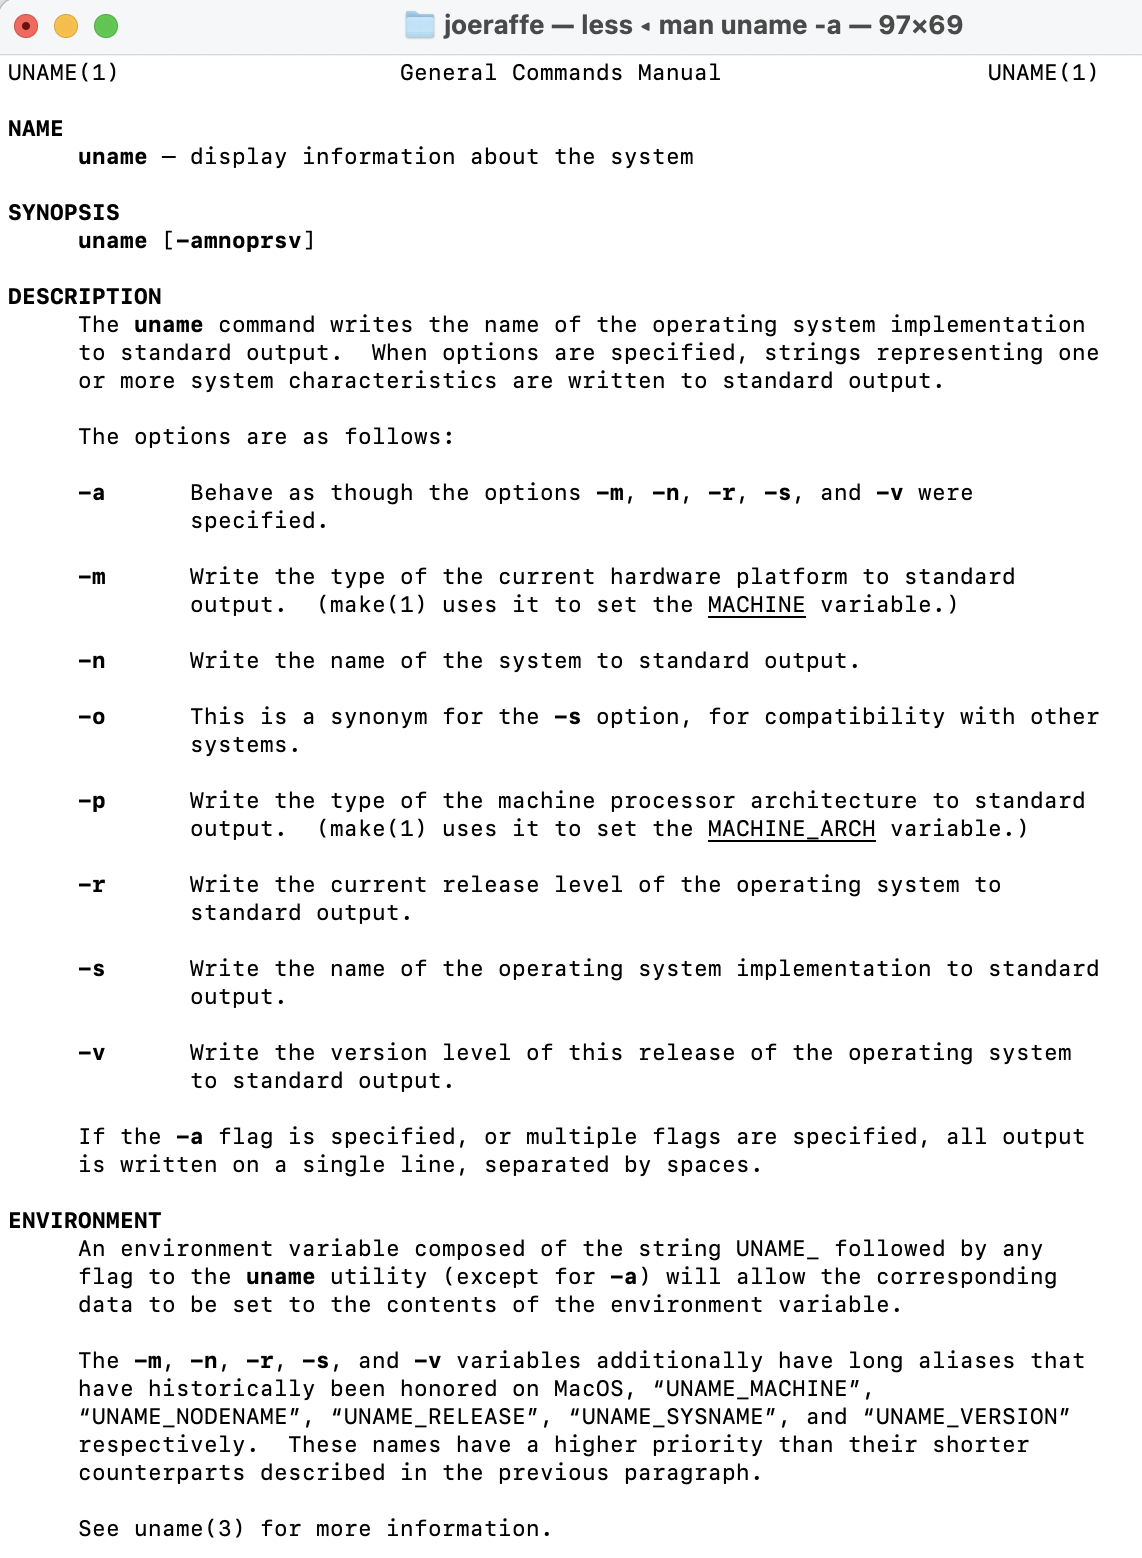 joeraffe — less ◂ man uname -a — 97×69
UNAME(1) General Commands Manual UNAME(1)
NAME
uname – display information about the system
SYNOPSIS
uname [-amnoprsv]
DESCRIPTION
The uname command writes the name of the operating system implementation
to standard output. When options are specified, strings representing one
or more system characteristics are written to standard output.
The options are as follows:
-a Behave as though the options -m, -n, -r, -s, and -v were
specified.
-m Write the type of the current hardware platform to standard
output. (make(1) uses it to set the MACHINE variable.)
-n Write the name of the system to standard output.
-o This is a synonym for the -s option, for compatibility with other
systems.
-p Write the type of the machine processor architecture to standard
output. (make(1) uses it to set the MACHINE_ARCH variable.)
-r Write the current release level of the operating system to
standard output.
-s Write the name of the operating system implementation to standard
output.
-v Write the version level of this release of the operating system
to standard output.
If the -a flag is specified, or multiple flags are specified, all output
is written on a single line, separated by spaces.
ENVIRONMENT
An environment variable composed of the string UNAME_ followed by any
flag to the uname utility (except for -a) will allow the corresponding
data to be set to the contents of the environment variable.
The -m, -n, -r, -s, and -v variables additionally have long aliases that
have historically been honored on MacOS, “UNAME_MACHINE”,
“UNAME_NODENAME”, “UNAME_RELEASE”, “UNAME_SYSNAME”, and “UNAME_VERSION”
respectively. These names have a higher priority than their shorter
counterparts described in the previous paragraph.
See uname(3) for more information.